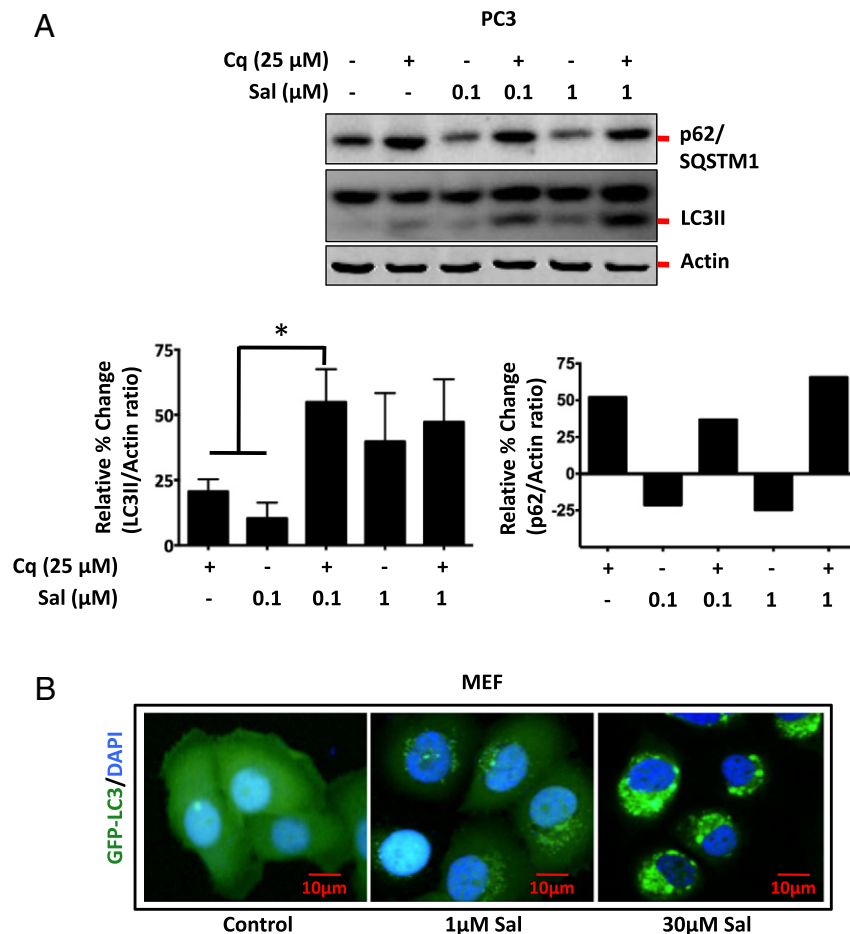 A
PC3
Cq (25 µM) - + - + - +
Sal (µM) - - 0.1 0.1 1 1
p62/
SQSTM1
LC3II
Actin
Relative % Change
(LC3II/Actin ratio)
75
50
25
0
*
Cq (25 µM) + - + - +
Sal (µM) - 0.1 0.1 1 1
Relative % Change
(p62/Actin ratio)
75
50
25
0
-25
+ - + - +
- 0.1 0.1 1 1
B
MEF
GFP-LC3/DAPI
10µm
10µm
10µm
Control
1µM Sal
30µM Sal